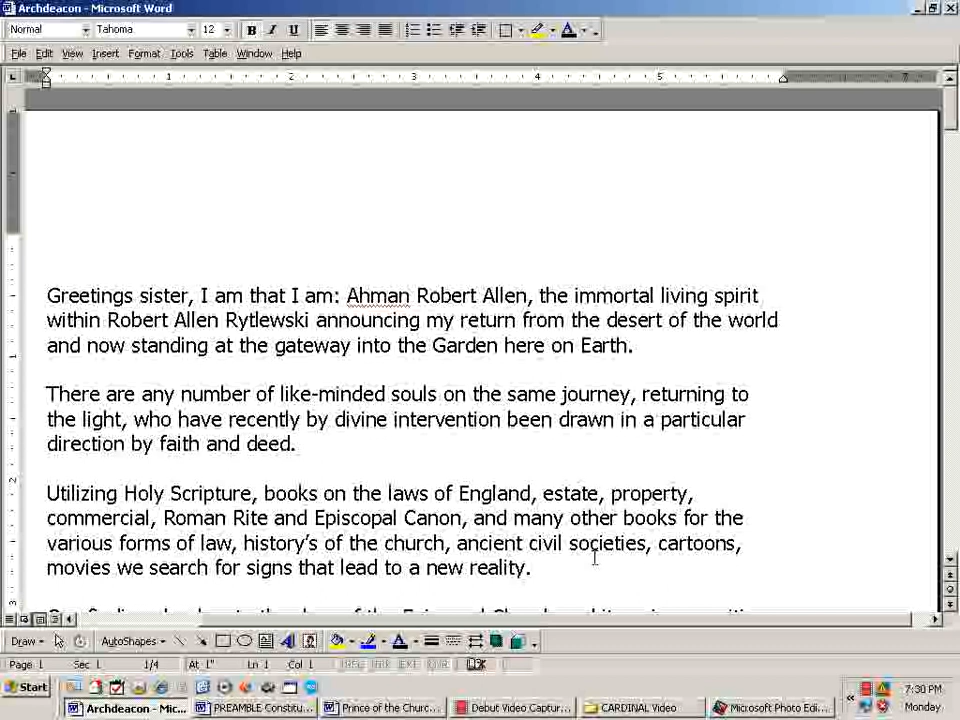 Archdeacon - Microsoft Word
Normal Tahoma 12 B I U A
File Edit View Insert Format Tools Table Window Help
1 2 3 4 5 7
Greetings sister, I am that I am: Ahman Robert Allen, the immortal living spirit
within Robert Allen Rytlewski announcing my return from the desert of the world
and now standing at the gateway into the Garden here on Earth.
There are any number of like-minded souls on the same journey, returning to
the light, who have recently by divine intervention been drawn in a particular
direction by faith and deed.
Utilizing Holy Scripture, books on the laws of England, estate, property,
commercial, Roman Rite and Episcopal Canon, and many other books for the
various forms of law, history's of the church, ancient civil societies, cartoons,
movies we search for signs that lead to a new reality.
Draw AutoShapes
Page 1 Sec 1 1/4 At 1" Ln 1 Col 1
Start 7:30 PM
Archdeacon - Mic... PREAMBLE Constitu... Prince of the Churc... Debut Video Captur... CARDINAL Video Microsoft Photo Edi... Monday